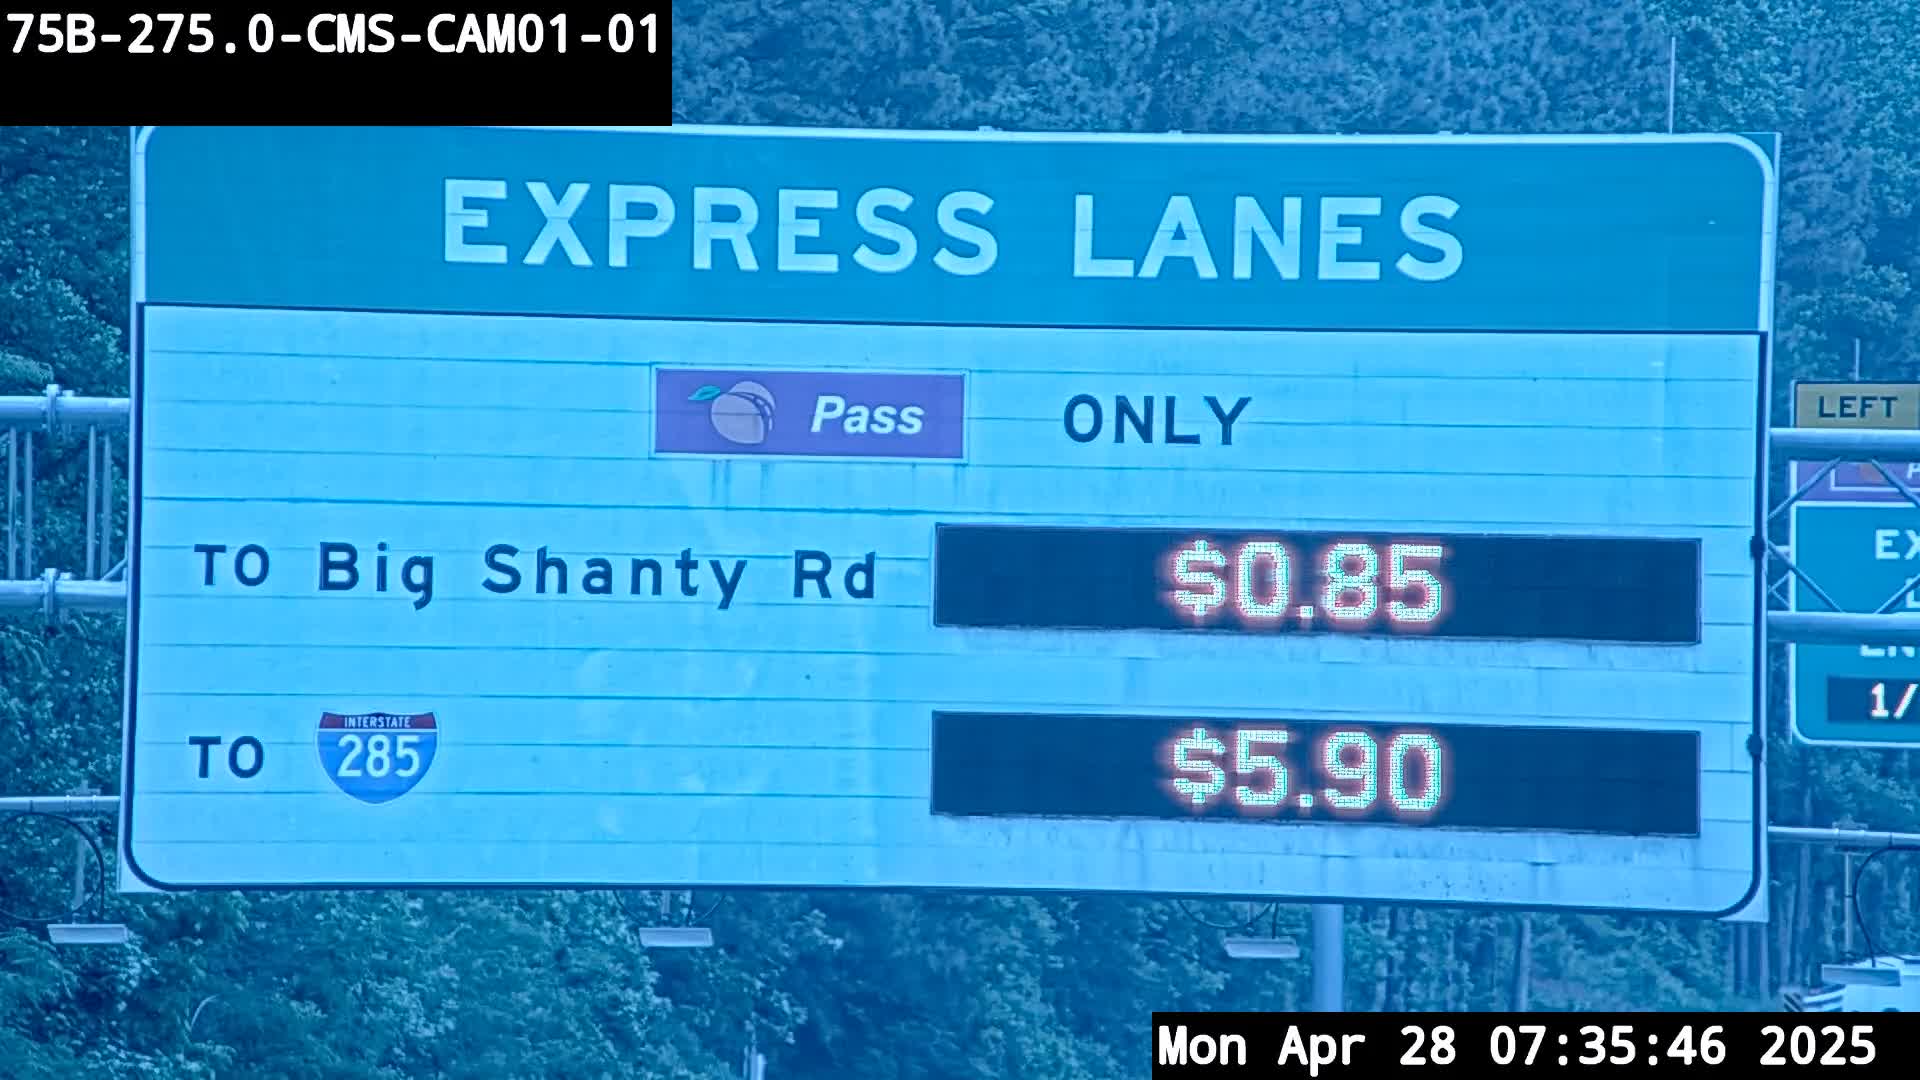 75B-275.0-CMS-CAM01-01
EXPRESS LANES
Pass ONLY
TO Big Shanty Rd $0.85
TO INTERSTATE 285 $5.90
LEFT
1/
Mon Apr 28 07:35:46 2025